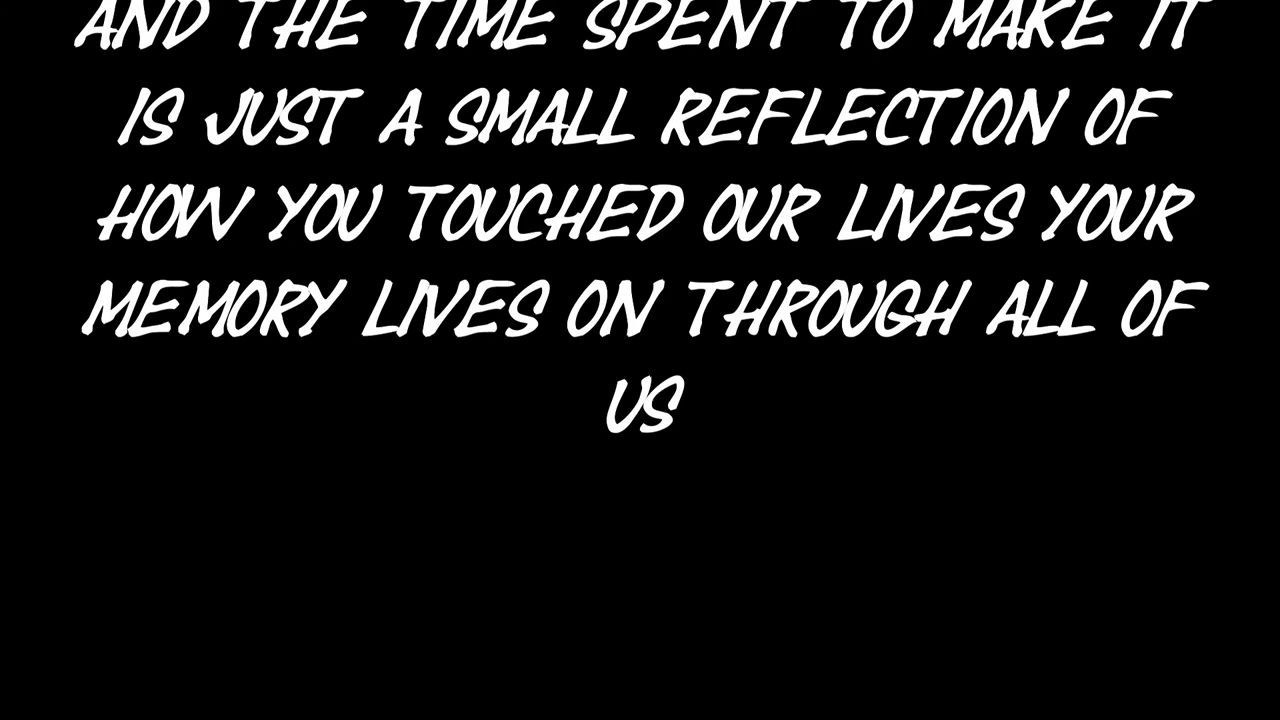 AND THE TIME SPENT TO MAKE IT
IS JUST A SMALL REFLECTION OF
HOW YOU TOUCHED OUR LIVES YOUR
MEMORY LIVES ON THROUGH ALL OF
US